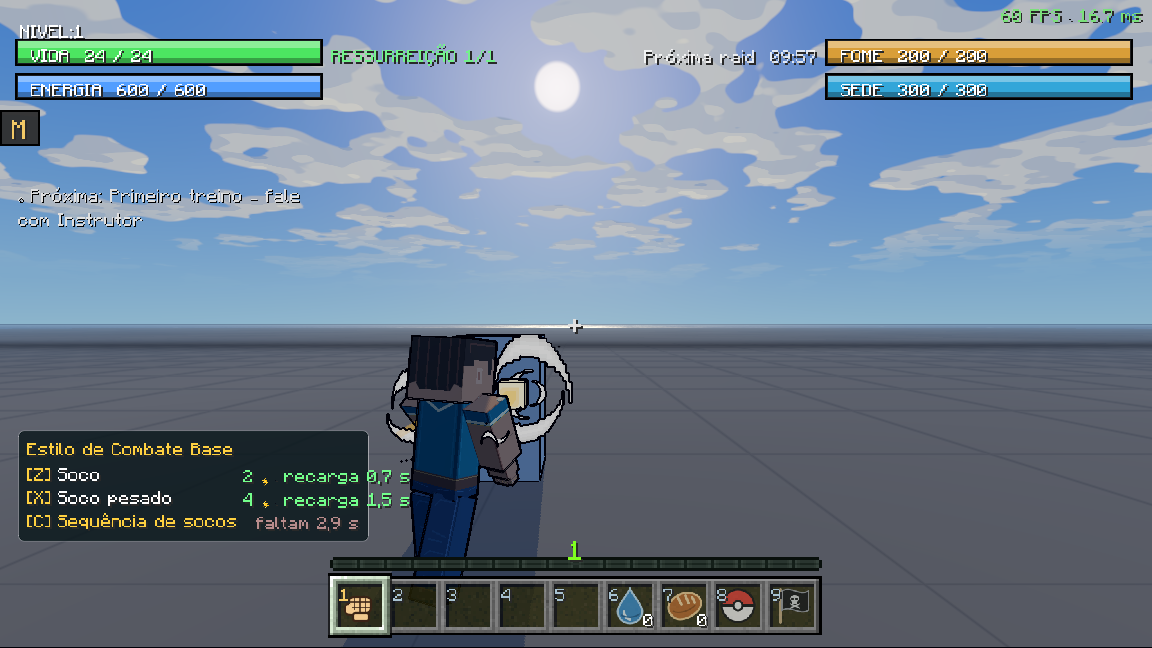 60 FPS . 16.7 ms
NIVEL:1
VIDA 24 / 24
RESSURREIÇÃO 1/1
Próxima raid 09:57
FOME 200 / 200
ENERGIA 600 / 600
SEDE 300 / 300
M
Próxima: Primeiro treino - fale
com Instrutor
Estilo de Combate Base
[Z] Soco 2 recarga 0,7 s
[X] Soco pesado 4 recarga 1,5 s
[C] Sequência de socos faltam 2,9 s
1
1 2 3 4 5 6 7 8 9
0 0